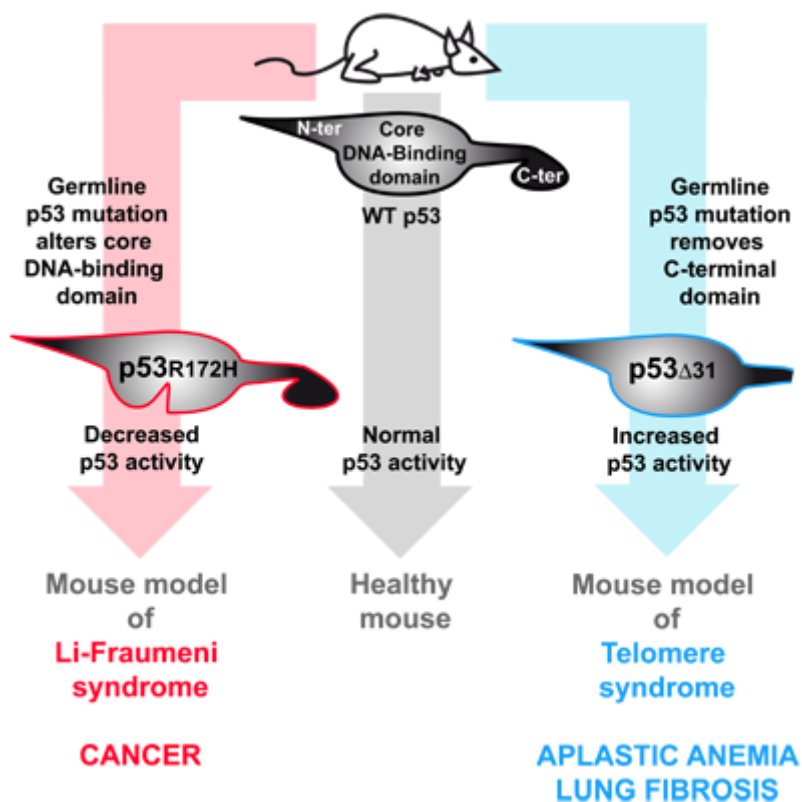 N-ter
Core
DNA-Binding
domain
C-ter
WT p53
Germline
p53 mutation
alters core
DNA-binding
domain
Germline
p53 mutation
removes
C-terminal
domain
p53R172H
p53Δ31
Decreased
p53 activity
Normal
p53 activity
Increased
p53 activity
Mouse model
of
Li-Fraumeni
syndrome
Healthy
mouse
Mouse model
of
Telomere
syndrome
CANCER
APLASTIC ANEMIA
LUNG FIBROSIS